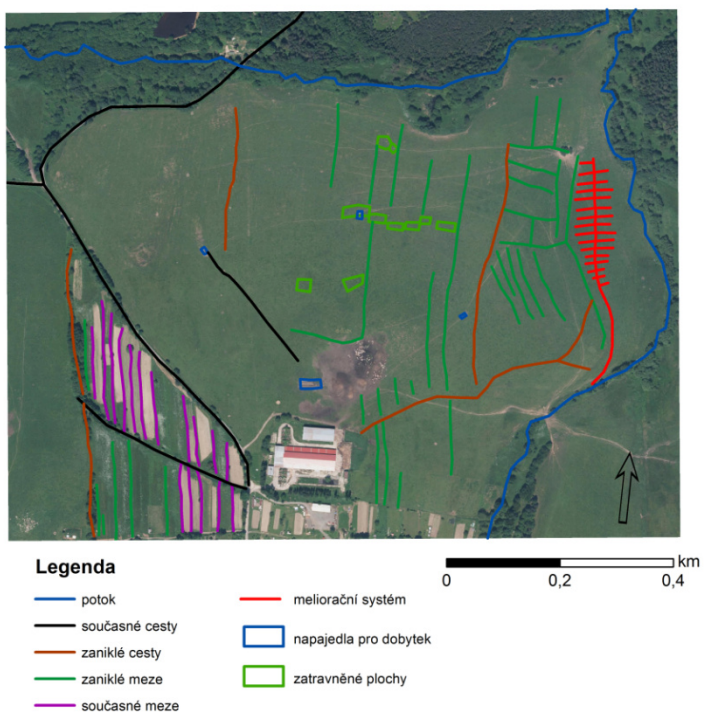 Legenda
potok
současné cesty
zaniklé cesty
zaniklé meze
současné meze
meliorační systém
napajedla pro dobytek
zatravněné plochy
km
0 0,2 0,4